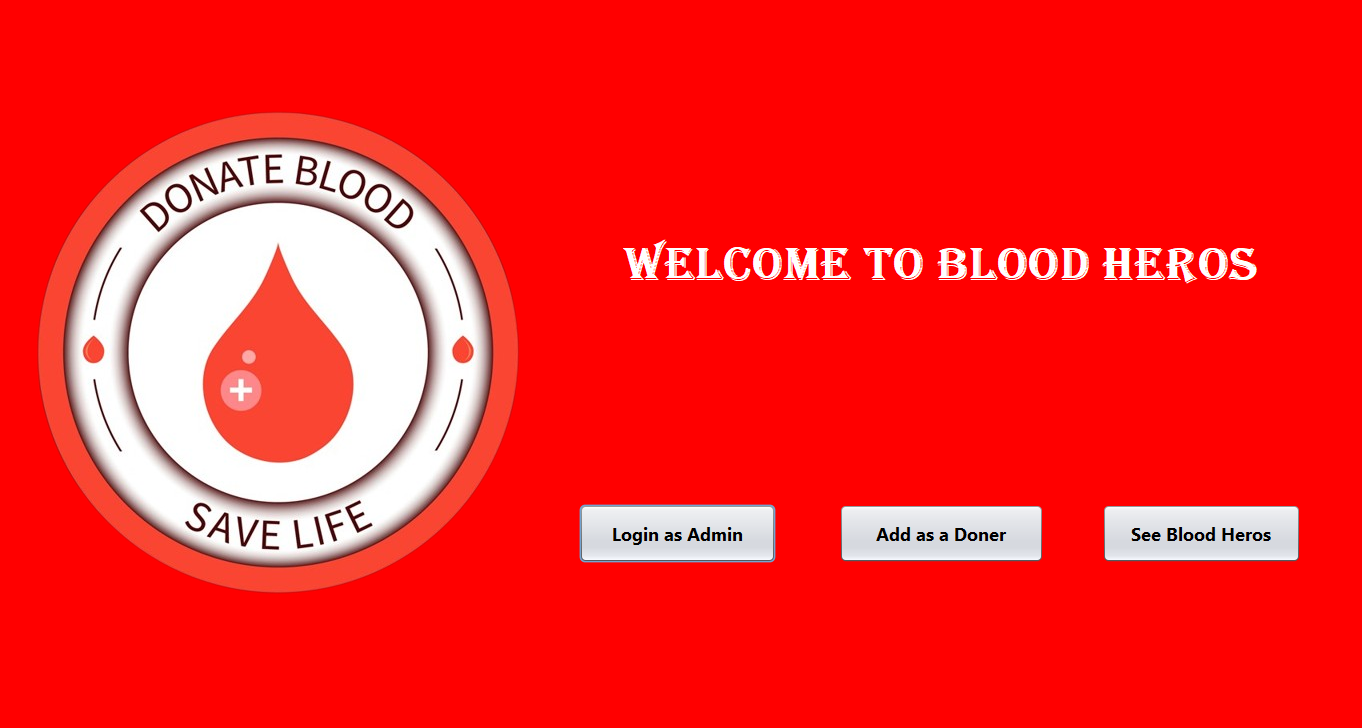 DONATE BLOOD
SAVE LIFE
WELCOME TO BLOOD HEROS
Login as Admin
Add as a Doner
See Blood Heros